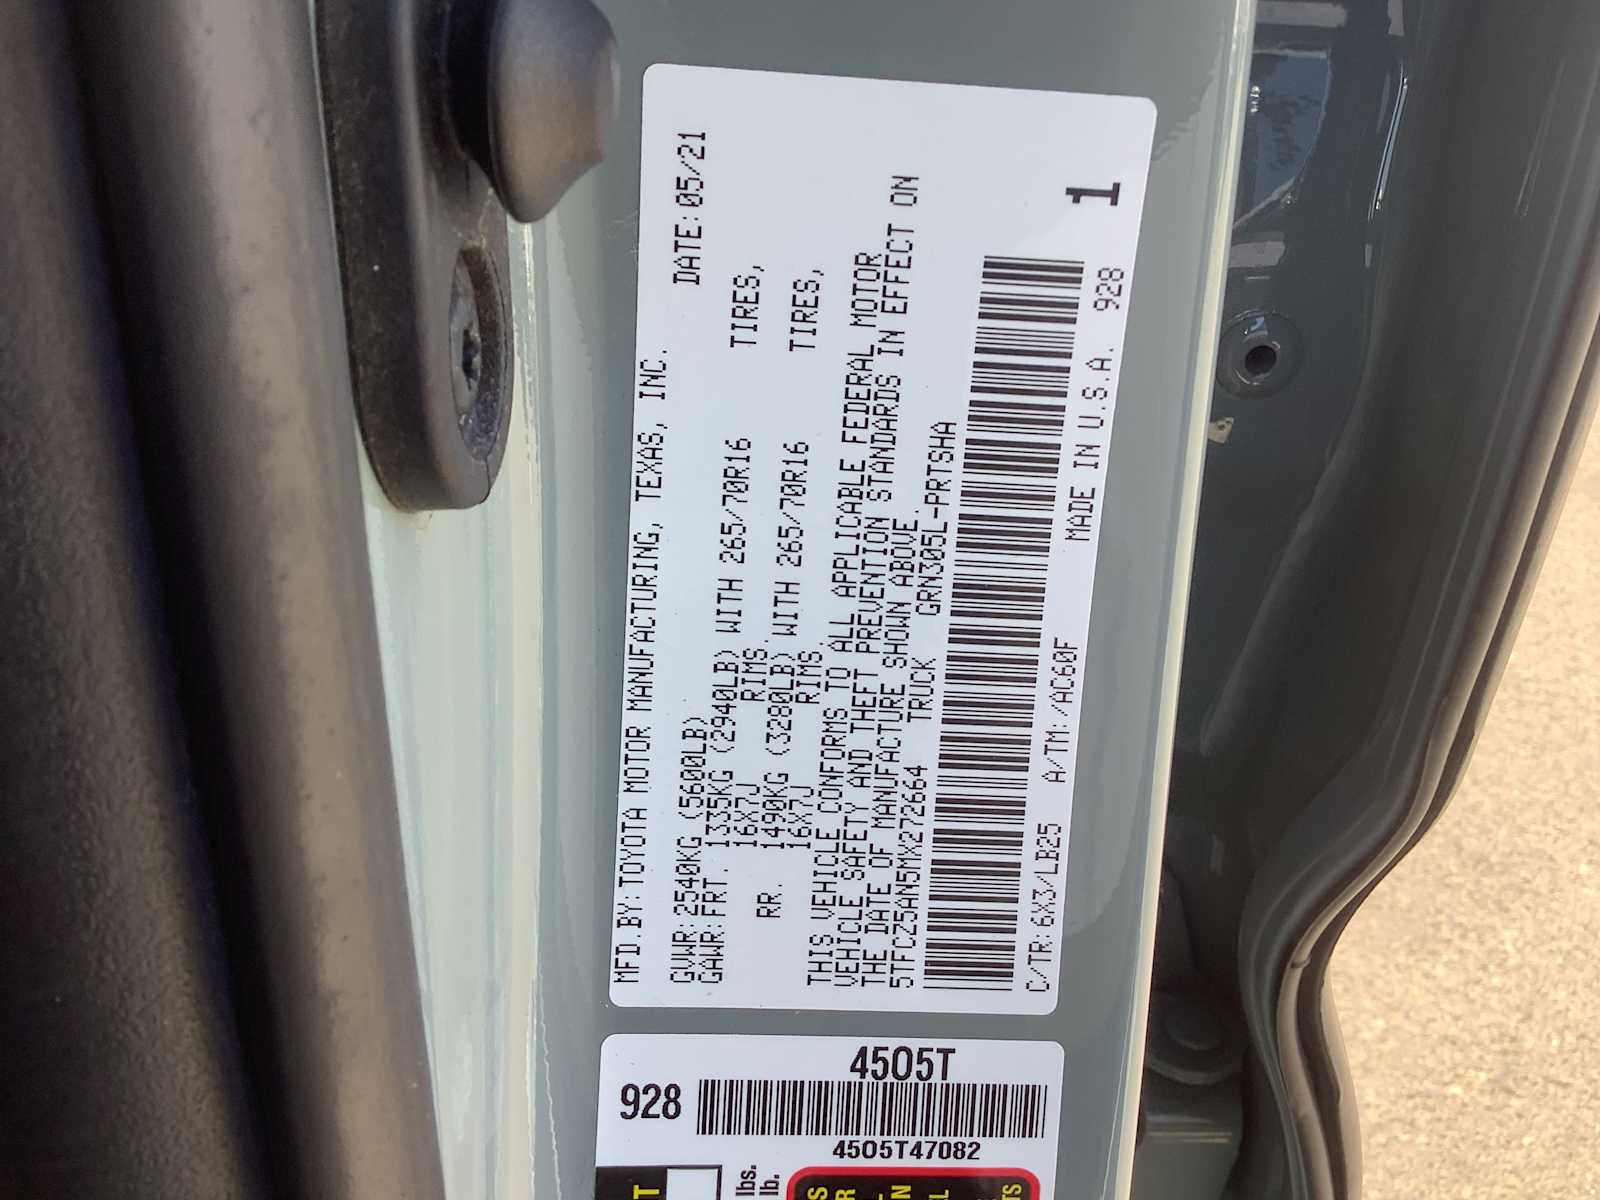 MFD.BY:TOYOTA MOTOR MANUFACTURING, TEXAS, INC.
DATE:05/21
GVWR:2540KG (5600LB)
GAWR:FRT. 1335KG (2940LB) WITH 265/70R16 TIRES,
16X7J RIMS,
RR. 1490KG (3280LB) WITH 265/70R16 TIRES,
16X7J RIMS,
THIS VEHICLE CONFORMS TO ALL APPLICABLE FEDERAL MOTOR
VEHICLE SAFETY AND THEFT PREVENTION STANDARDS IN EFFECT ON
THE DATE OF MANUFACTURE SHOWN ABOVE.
5TFCZ5AN5MX272664 TRUCK GRN305L-PRTSHA
1
C/TR:6X3/LB25 A/TM:/AC60F MADE IN U.S.A. 928
4505T
928
4505T47082
lbs.
lb.